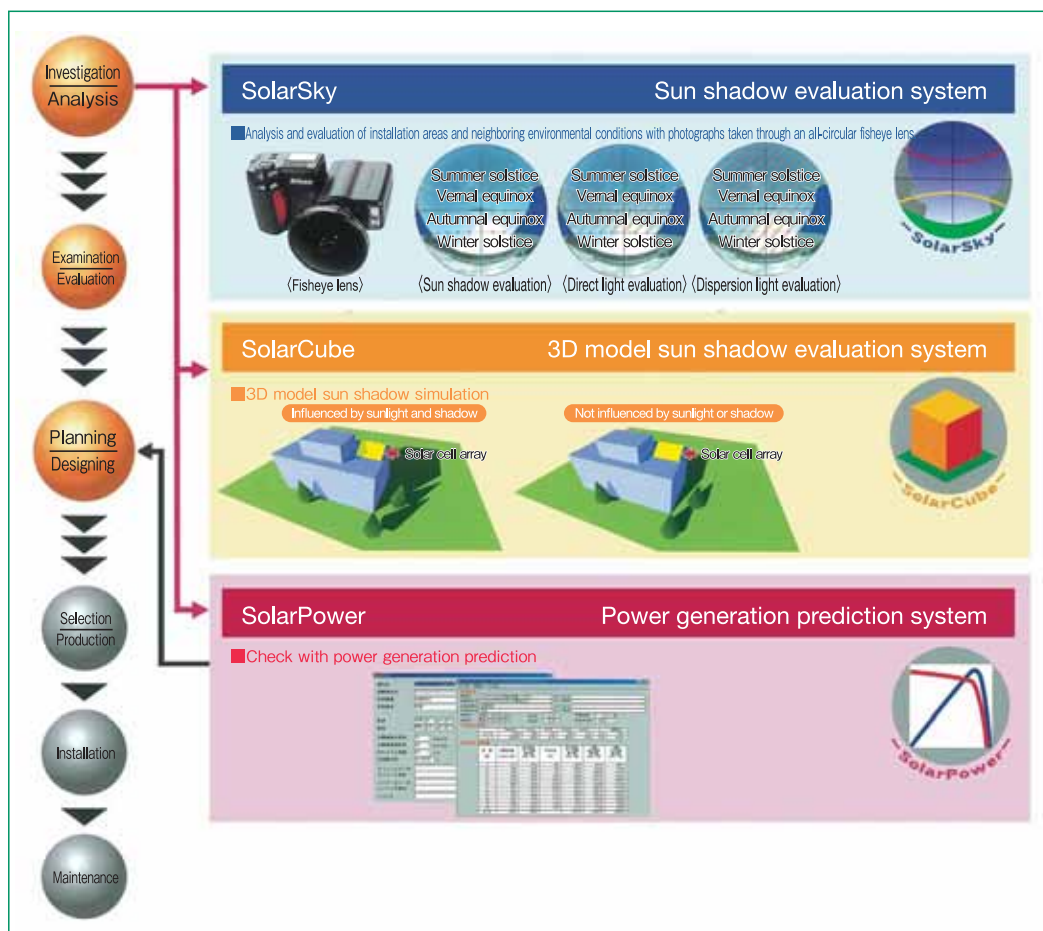 Investigation
Analysis
Examination
Evaluation
Planning
Designing
Selection
Production
Installation
Maintenance
SolarSky Sun shadow evaluation system
■Analysis and evaluation of installation areas and neighboring environmental conditions with photographs taken through an all-circular fisheye lens
Summer solstice
Vernal equinox
Autumnal equinox
Winter solstice
Summer solstice
Vernal equinox
Autumnal equinox
Winter solstice
Summer solstice
Vernal equinox
Autumnal equinox
Winter solstice
〈Fisheye lens〉 〈Sun shadow evaluation〉 〈Direct light evaluation〉 〈Dispersion light evaluation〉
SolarSky
SolarCube 3D model sun shadow evaluation system
■3D model sun shadow simulation
Influenced by sunlight and shadow Not influenced by sunlight or shadow
Solar cell array Solar cell array
SolarCube
SolarPower Power generation prediction system
■Check with power generation prediction
SolarPower